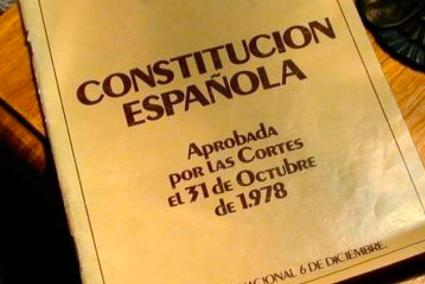 CONSTITUCION
ESPAÑOLA
Aprobada
por las Cortes
el 31 de Octubre
de 1.978
NACIONAL 6 DE DICIEMBRE.